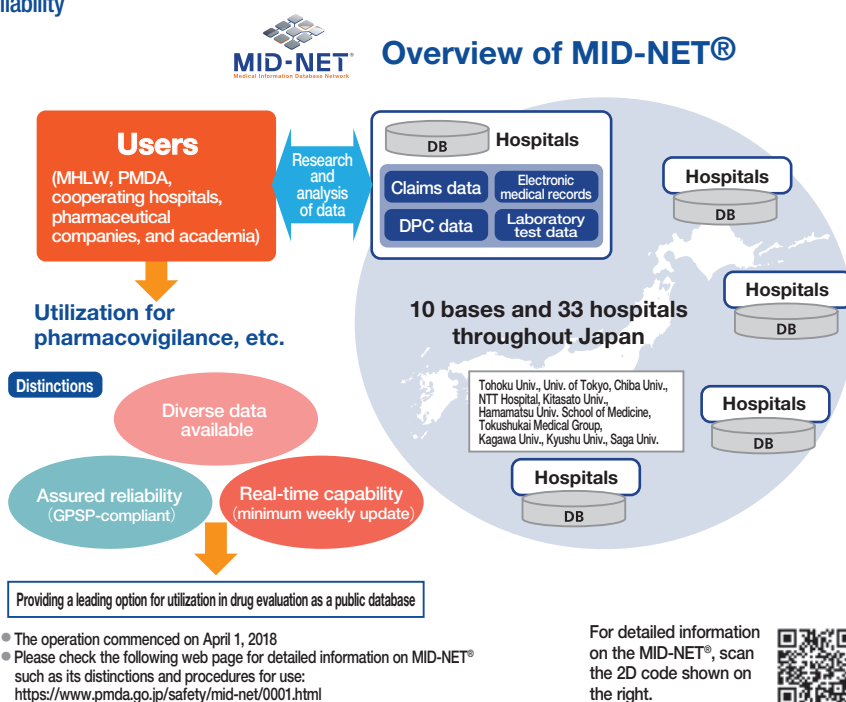 MID-NET®
Medical Information Database Network
Overview of MID-NET®
Users
(MHLW, PMDA,
cooperating hospitals,
pharmaceutical
companies, and academia)
Research
and
analysis
of data
DB
Hospitals
Claims data
Electronic
medical records
DPC data
Laboratory
test data
Hospitals
DB
Hospitals
DB
Hospitals
DB
Hospitals
DB
10 bases and 33 hospitals
throughout Japan
Tohoku Univ., Univ. of Tokyo, Chiba Univ.,
NTT Hospital, Kitasato Univ.,
Hamamatsu Univ. School of Medicine,
Tokushukai Medical Group,
Kagawa Univ., Kyushu Univ., Saga Univ.
Utilization for
pharmacovigilance, etc.
Distinctions
Diverse data
available
Assured reliability
(GPSP-compliant)
Real-time capability
(minimum weekly update)
Providing a leading option for utilization in drug evaluation as a public database
● The operation commenced on April 1, 2018
● Please check the following web page for detailed information on MID-NET®
such as its distinctions and procedures for use:
https://www.pmda.go.jp/safety/mid-net/0001.html
For detailed information
on the MID-NET®, scan
the 2D code shown on
the right.